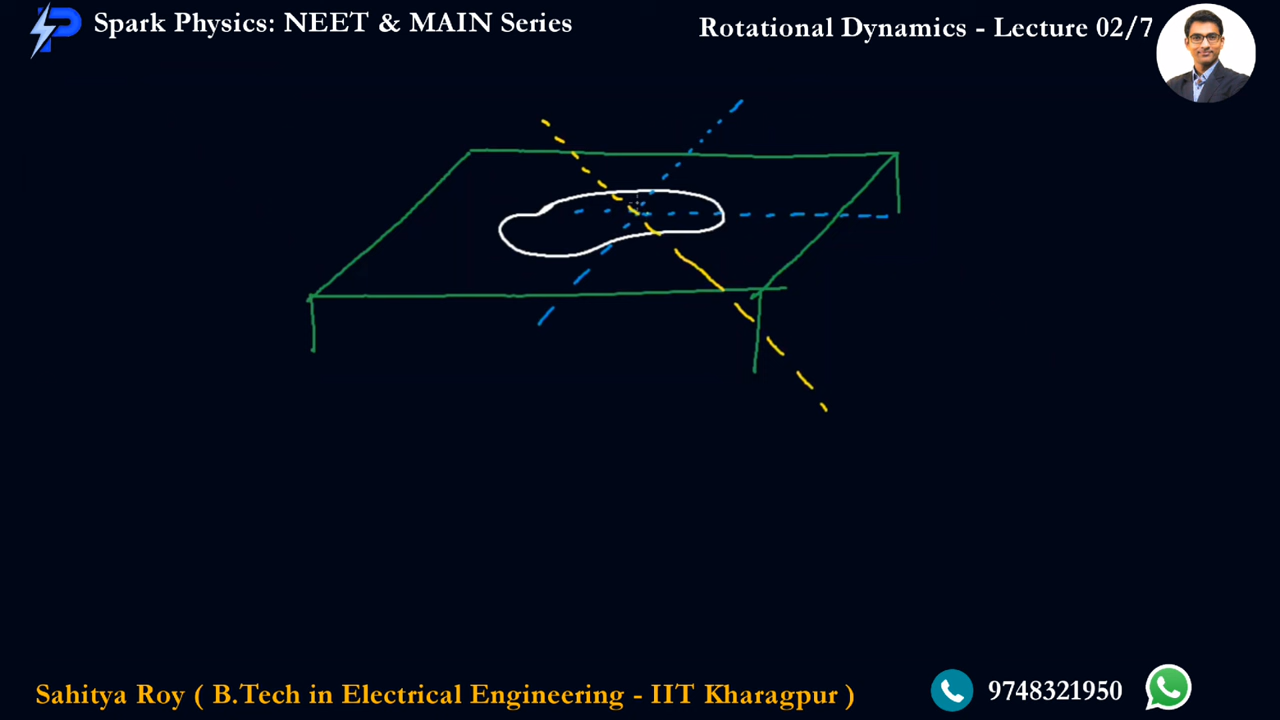 Spark Physics: NEET & MAIN Series
Rotational Dynamics - Lecture 02/7
Sahitya Roy ( B.Tech in Electrical Engineering - IIT Kharagpur )
9748321950